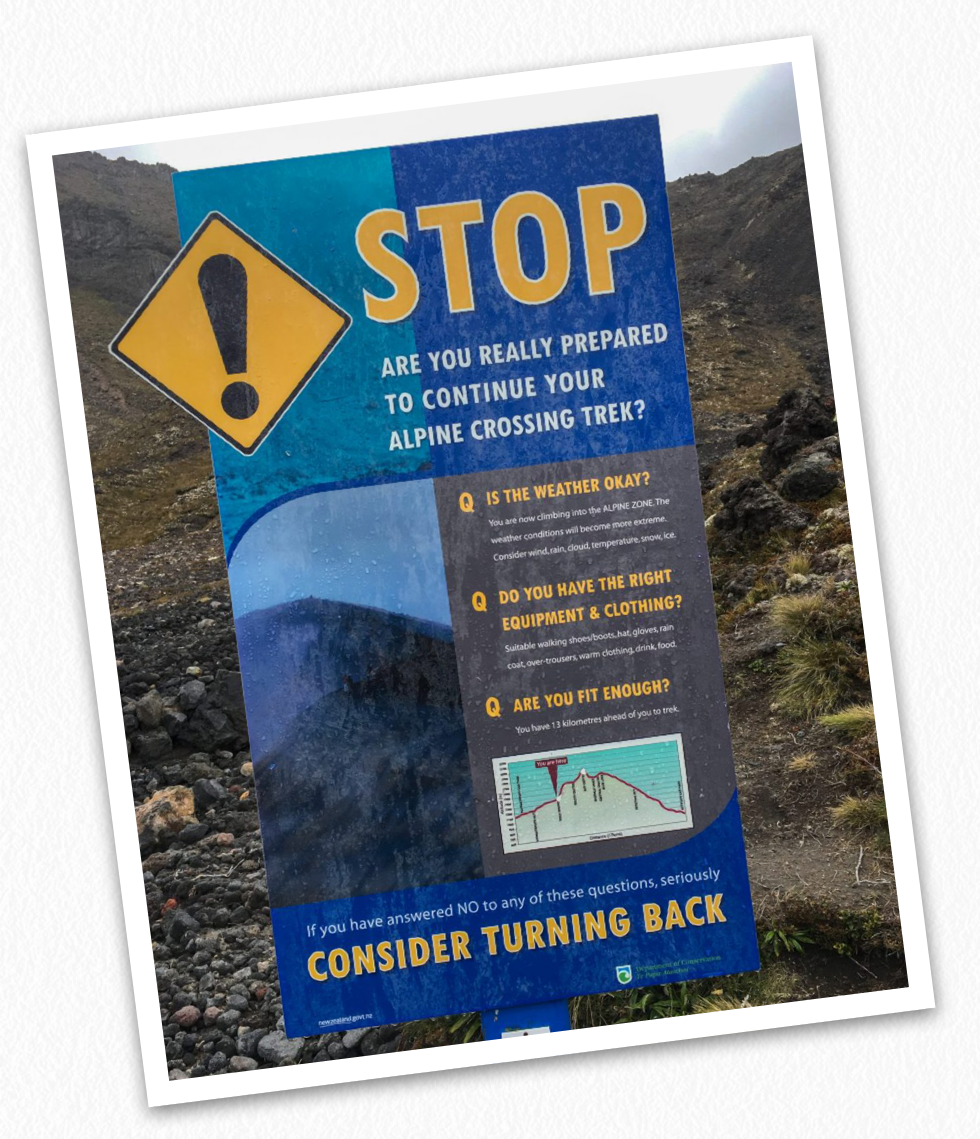 STOP
ARE YOU REALLY PREPARED
TO CONTINUE YOUR
ALPINE CROSSING TREK?
Q IS THE WEATHER OKAY?
You are now climbing into the ALPINE ZONE. The
weather conditions will become more extreme.
Consider wind, rain, cloud, temperature, snow, ice.
Q DO YOU HAVE THE RIGHT
EQUIPMENT & CLOTHING?
Suitable walking shoes/boots, hat, gloves, rain
coat, over-trousers, warm clothing, drink, food.
Q ARE YOU FIT ENOUGH?
You have 13 kilometres ahead of you to trek.
You are here
If you have answered NO to any of these questions, seriously
CONSIDER TURNING BACK
Department of Conservation
Te Papa Atawhai
newzealand.govt.nz